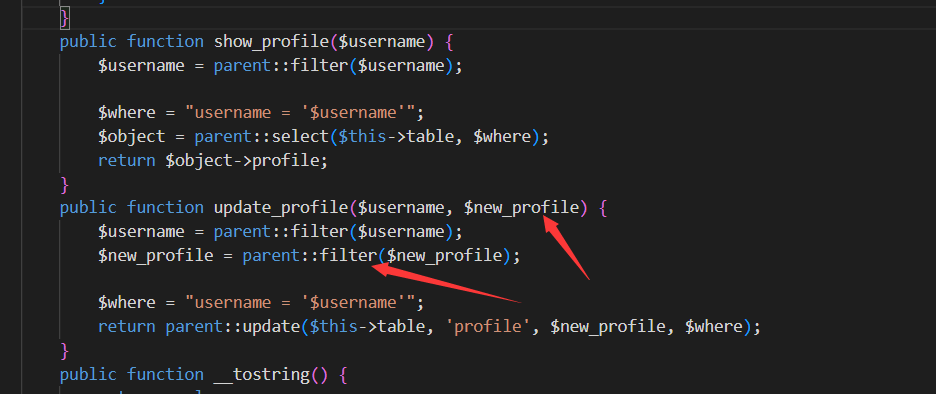 }
public function show_profile($username) {
$username = parent::filter($username);
$where = "username = '$username'";
$object = parent::select($this->table, $where);
return $object->profile;
}
public function update_profile($username, $new_profile) {
$username = parent::filter($username);
$new_profile = parent::filter($new_profile);
$where = "username = '$username'";
return parent::update($this->table, 'profile', $new_profile, $where);
}
public function __tostring() {